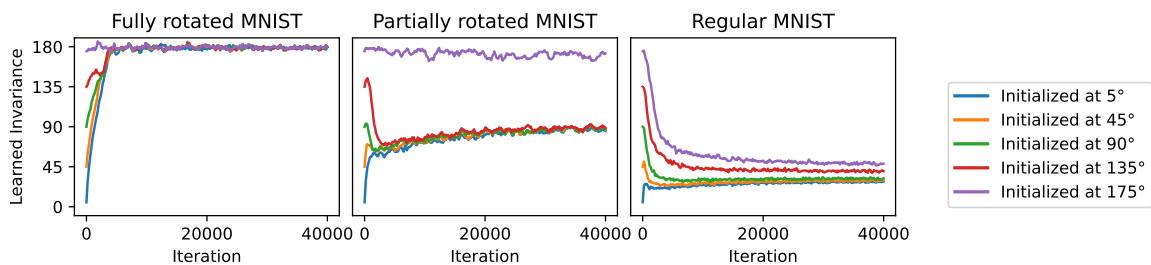 Fully rotated MNIST
Partially rotated MNIST
Regular MNIST
Learned Invariance
180
135
90
45
0
0
20000
40000
0
20000
40000
0
20000
40000
Iteration
Iteration
Iteration
Initialized at 5°
Initialized at 45°
Initialized at 90°
Initialized at 135°
Initialized at 175°